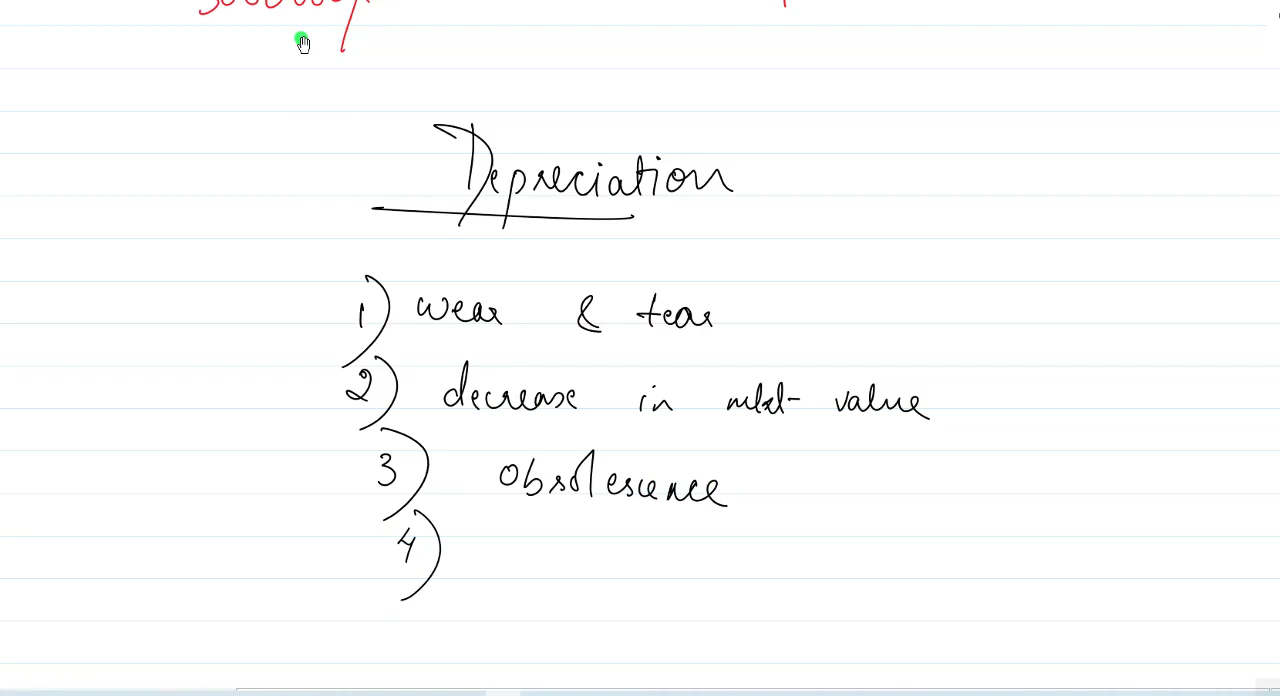 Depreciation
1) wear & tear
2) decrease in mkt- value
3) obsolescence
4)